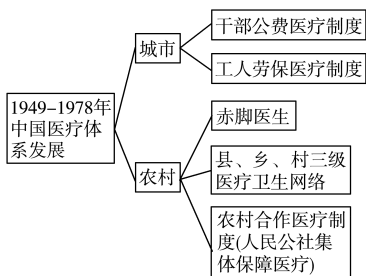 1949-1978年
中国医疗体
系发展
城市
干部公费医疗制度
工人劳保医疗制度
农村
赤脚医生
县、乡、村三级
医疗卫生网络
农村合作医疗制
度(人民公社集
体保障医疗)